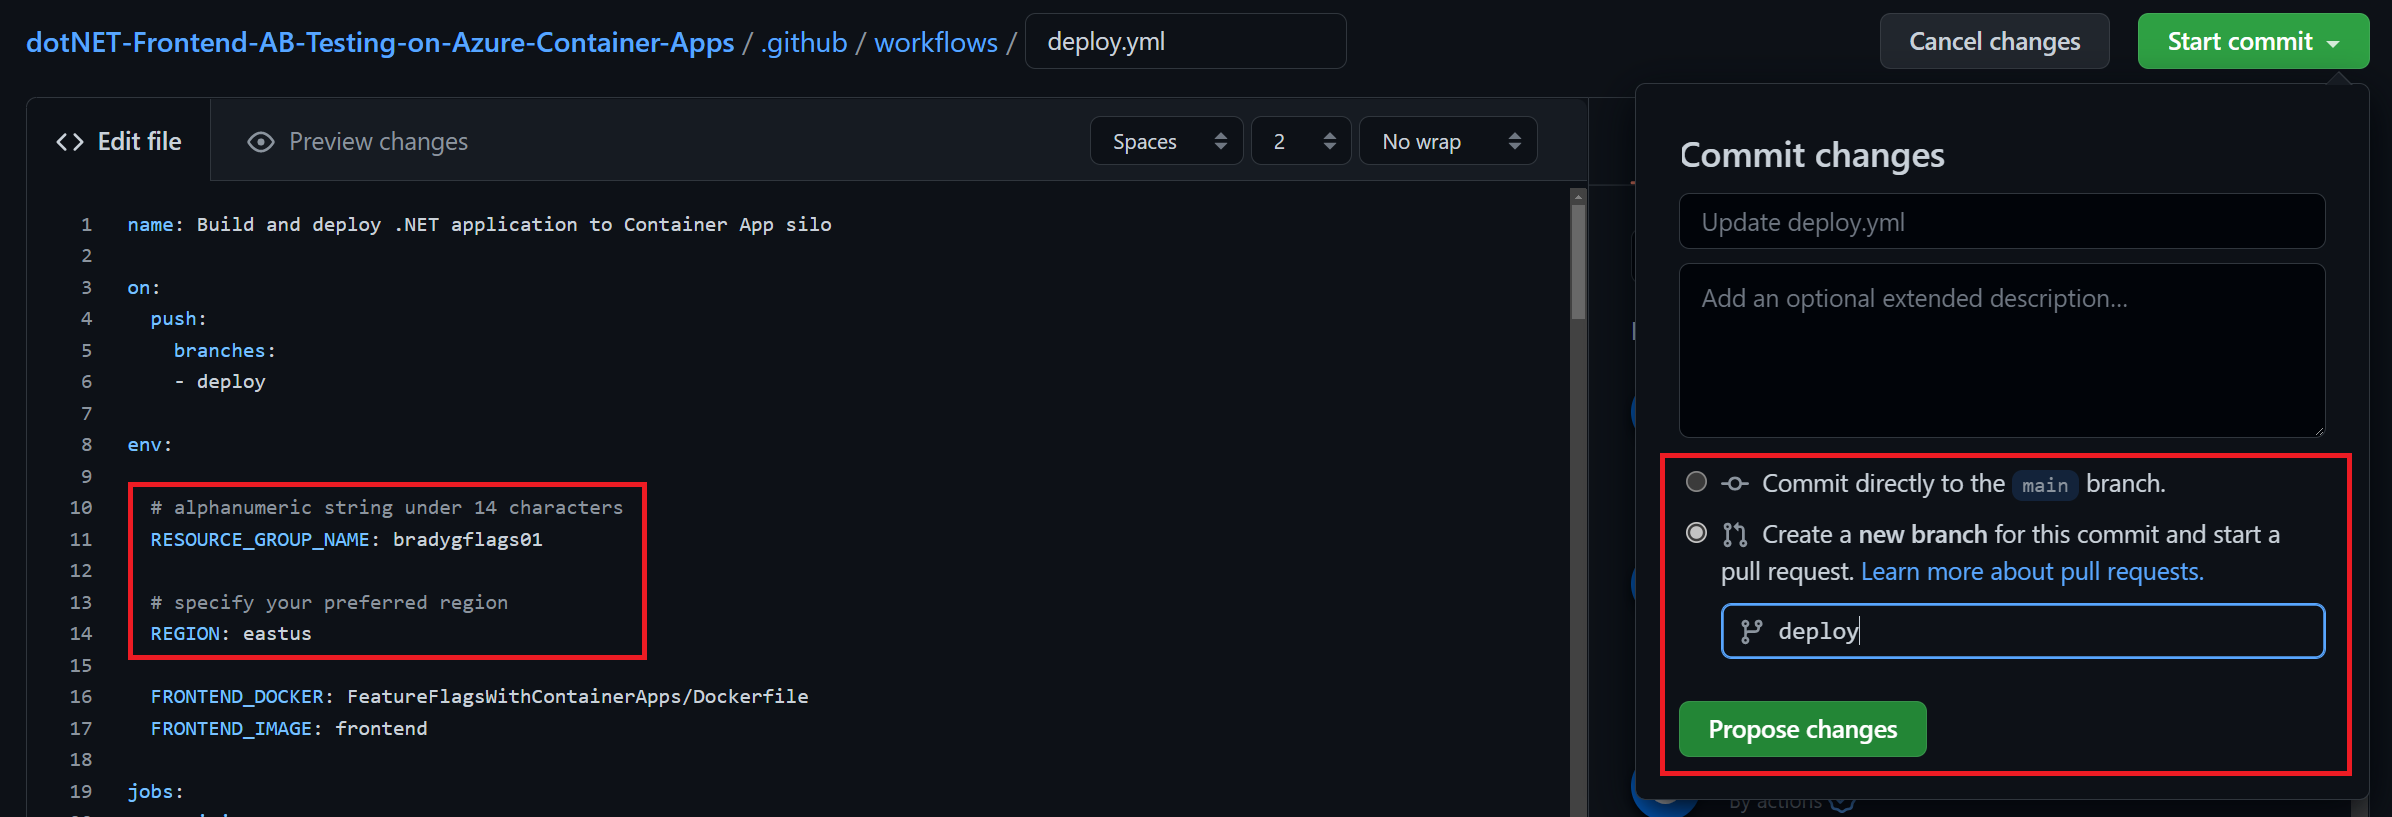 dotNET-Frontend-AB-Testing-on-Azure-Container-Apps / .github / workflows / deploy.yml
Cancel changes
Start commit
Edit file
Preview changes
Spaces
2
No wrap
1 name: Build and deploy .NET application to Container App silo
2
3 on:
4 push:
5 branches:
6 - deploy
7
8 env:
9
10 # alphanumeric string under 14 characters
11 RESOURCE_GROUP_NAME: bradygflags01
12
13 # specify your preferred region
14 REGION: eastus
15
16 FRONTEND_DOCKER: FeatureFlagsWithContainerApps/Dockerfile
17 FRONTEND_IMAGE: frontend
18
19 jobs:
Commit changes
Update deploy.yml
Add an optional extended description...
Commit directly to the main branch.
Create a new branch for this commit and start a
pull request. Learn more about pull requests.
deploy
Propose changes
By actions